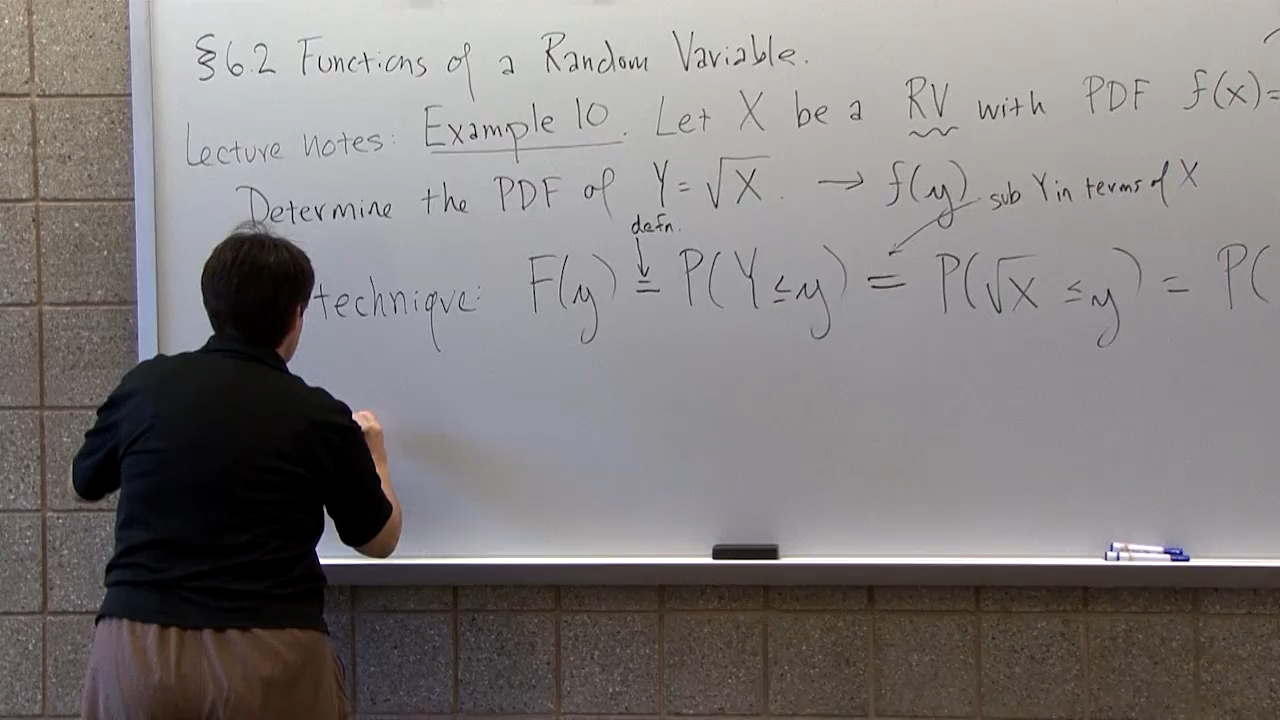 §6.2 Functions of a Random Variable.
Lecture notes: Example 10. Let X be a RV with PDF f(x)=
Determine the PDF of Y = √X. → f(y)
sub Y in terms of X
defn.
technique: F(y) = P(Y ≤ y) = P(√X ≤ y) = P(